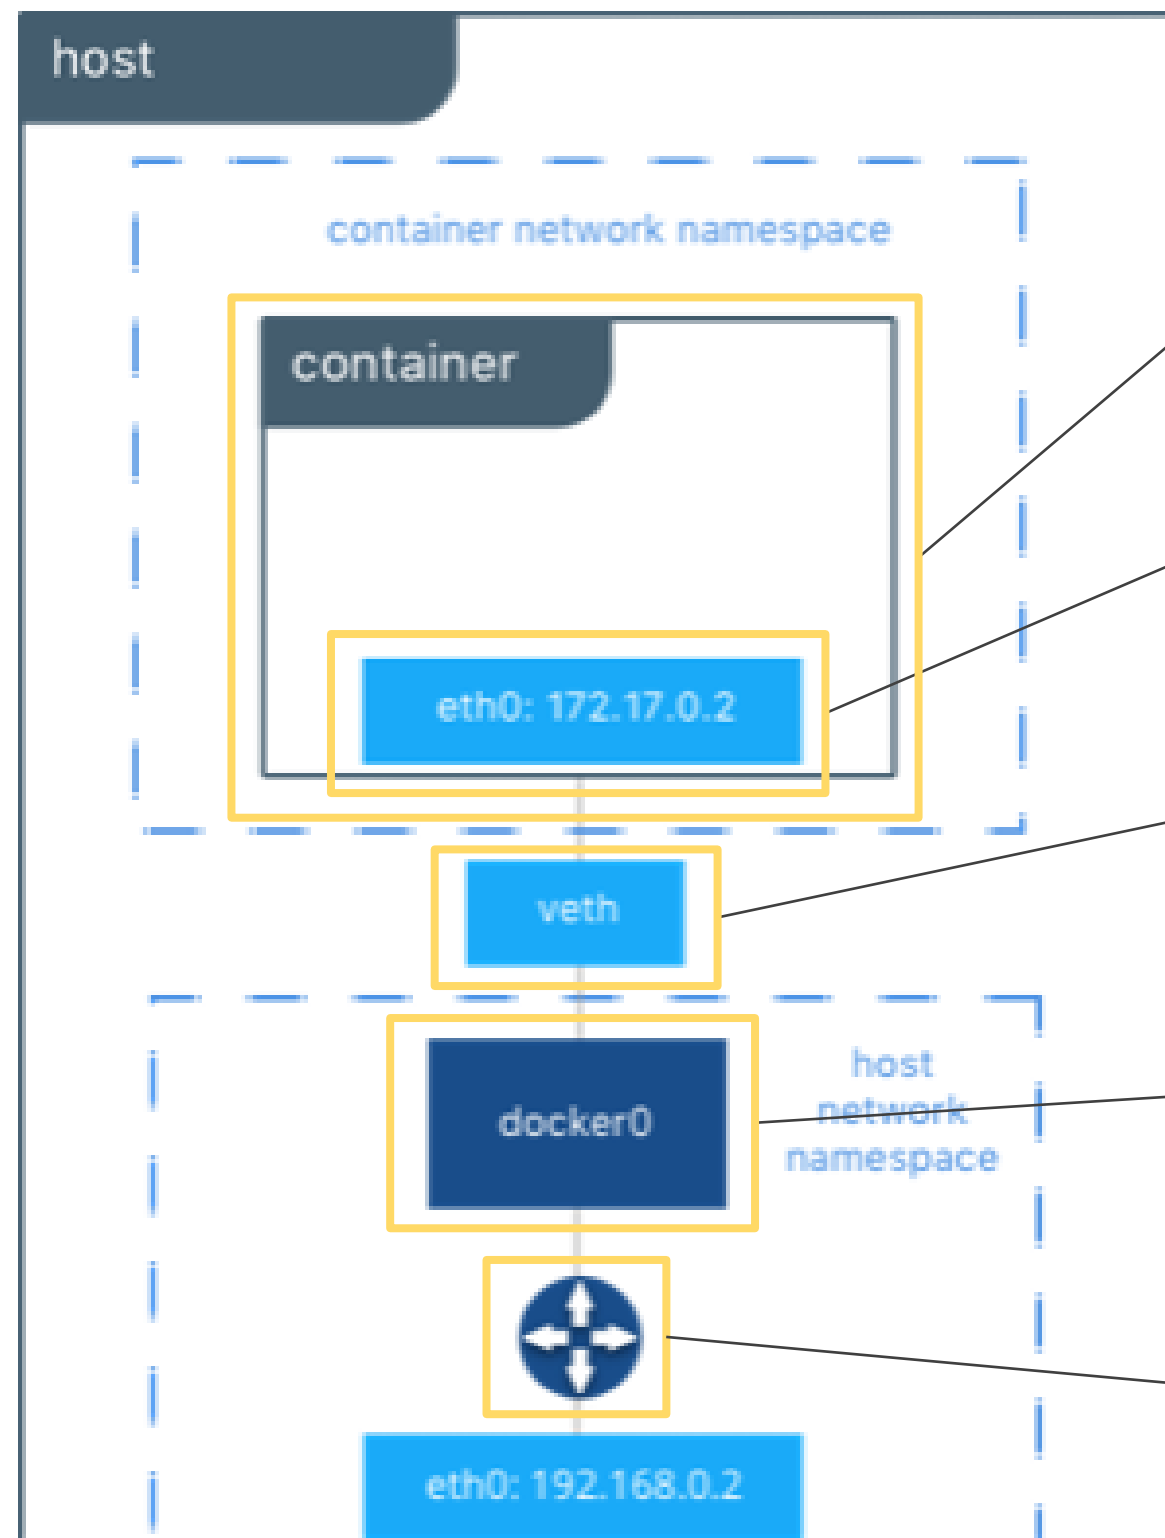 host
container network namespace
container
eth0: 172.17.0.2
veth
docker0
host
network
namespace
eth0: 192.168.0.2